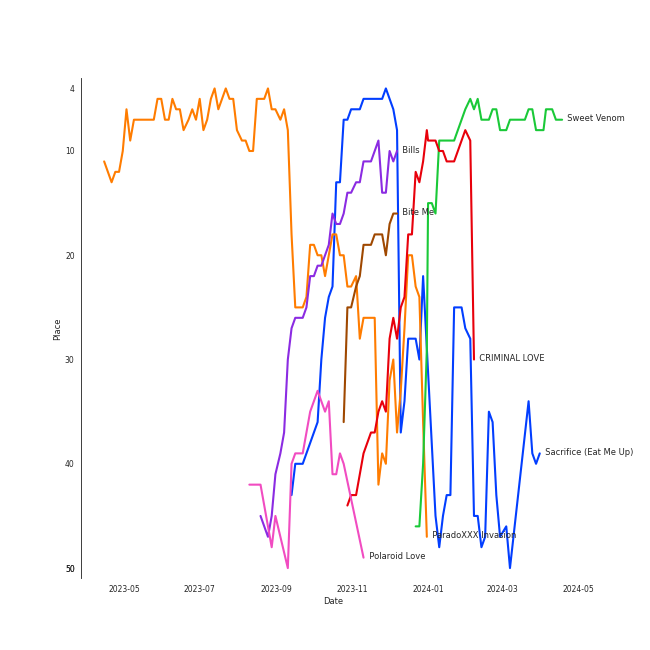 4
10
20
30
40
50
Place
Sweet Venom
Bills
Bite Me
CRIMINAL LOVE
Sacrifice (Eat Me Up)
ParadoXXX Invasion
Polaroid Love
2023-05
2023-07
2023-09
2023-11
2024-01
2024-03
2024-05
Date